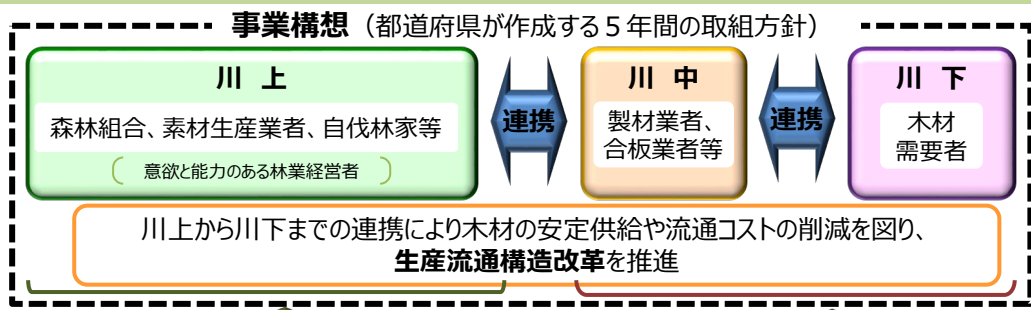 事業構想（都道府県が作成する５年間の取組方針）
川 上
森林組合、素材生産業者、自伐林家等
（ 意欲と能力のある林業経営者 ）
連携
川 中
製材業者、
合板業者等
連携
川 下
木材
需要者
川上から川下までの連携により木材の安定供給や流通コストの削減を図り、
生産流通構造改革を推進